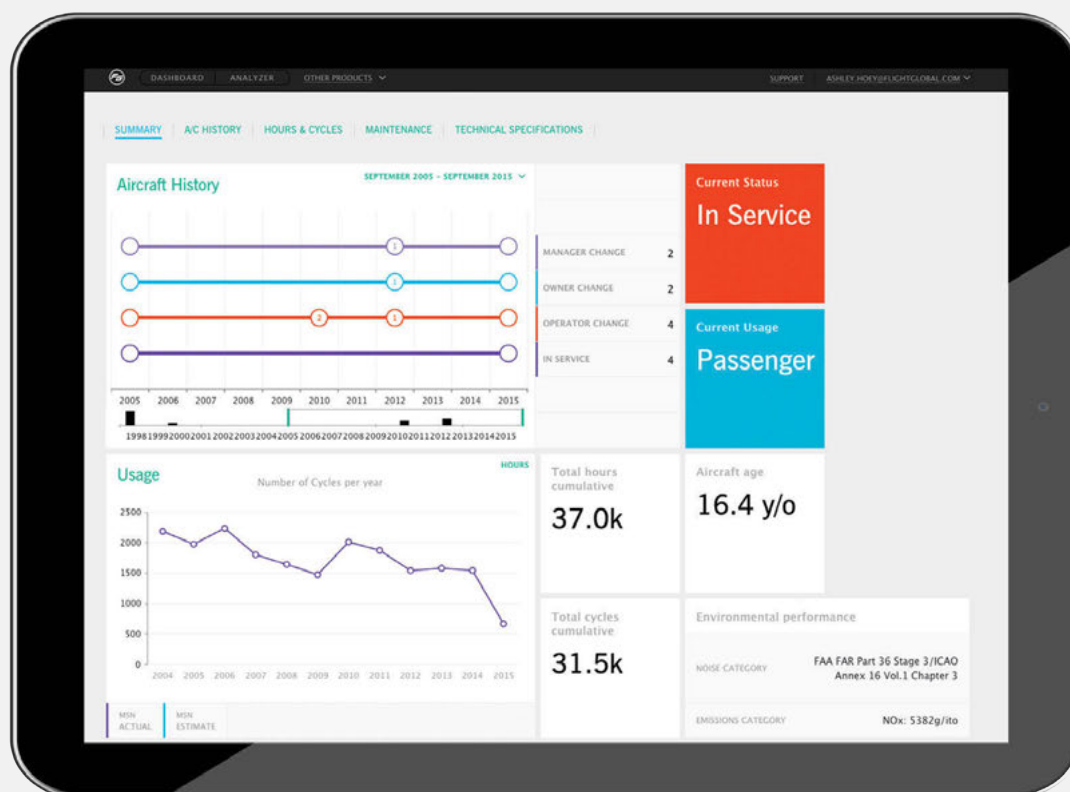 DASHBOARD ANALYZER OTHER PRODUCTS SUPPORT ASHLEY.HOEY@FLIGHTGLOBAL.COM
SUMMARY A/C HISTORY HOURS & CYCLES MAINTENANCE TECHNICAL SPECIFICATIONS
Aircraft History
SEPTEMBER 2005 – SEPTEMBER 2015
1
1
2 1
2005 2006 2007 2008 2009 2010 2011 2012 2013 2014 2015
1998 1999 2000 2001 2002 2003 2004 2005 2006 2007 2008 2009 2010 2011 2012 2013 2014 2015
MANAGER CHANGE 2
OWNER CHANGE 2
OPERATOR CHANGE 4
IN SERVICE 4
Current Status
In Service
Current Usage
Passenger
Usage
HOURS
Number of Cycles per year
2500
2000
1500
1000
500
0
2004 2005 2006 2007 2008 2009 2010 2011 2012 2013 2014 2015
MSN
ACTUAL
MSN
ESTIMATE
Total hours
cumulative
37.0k
Aircraft age
16.4 y/o
Total cycles
cumulative
31.5k
Environmental performance
NOISE CATEGORY
FAA FAR Part 36 Stage 3/ICAO
Annex 16 Vol.1 Chapter 3
EMISSIONS CATEGORY
NOx: 5382g/ito